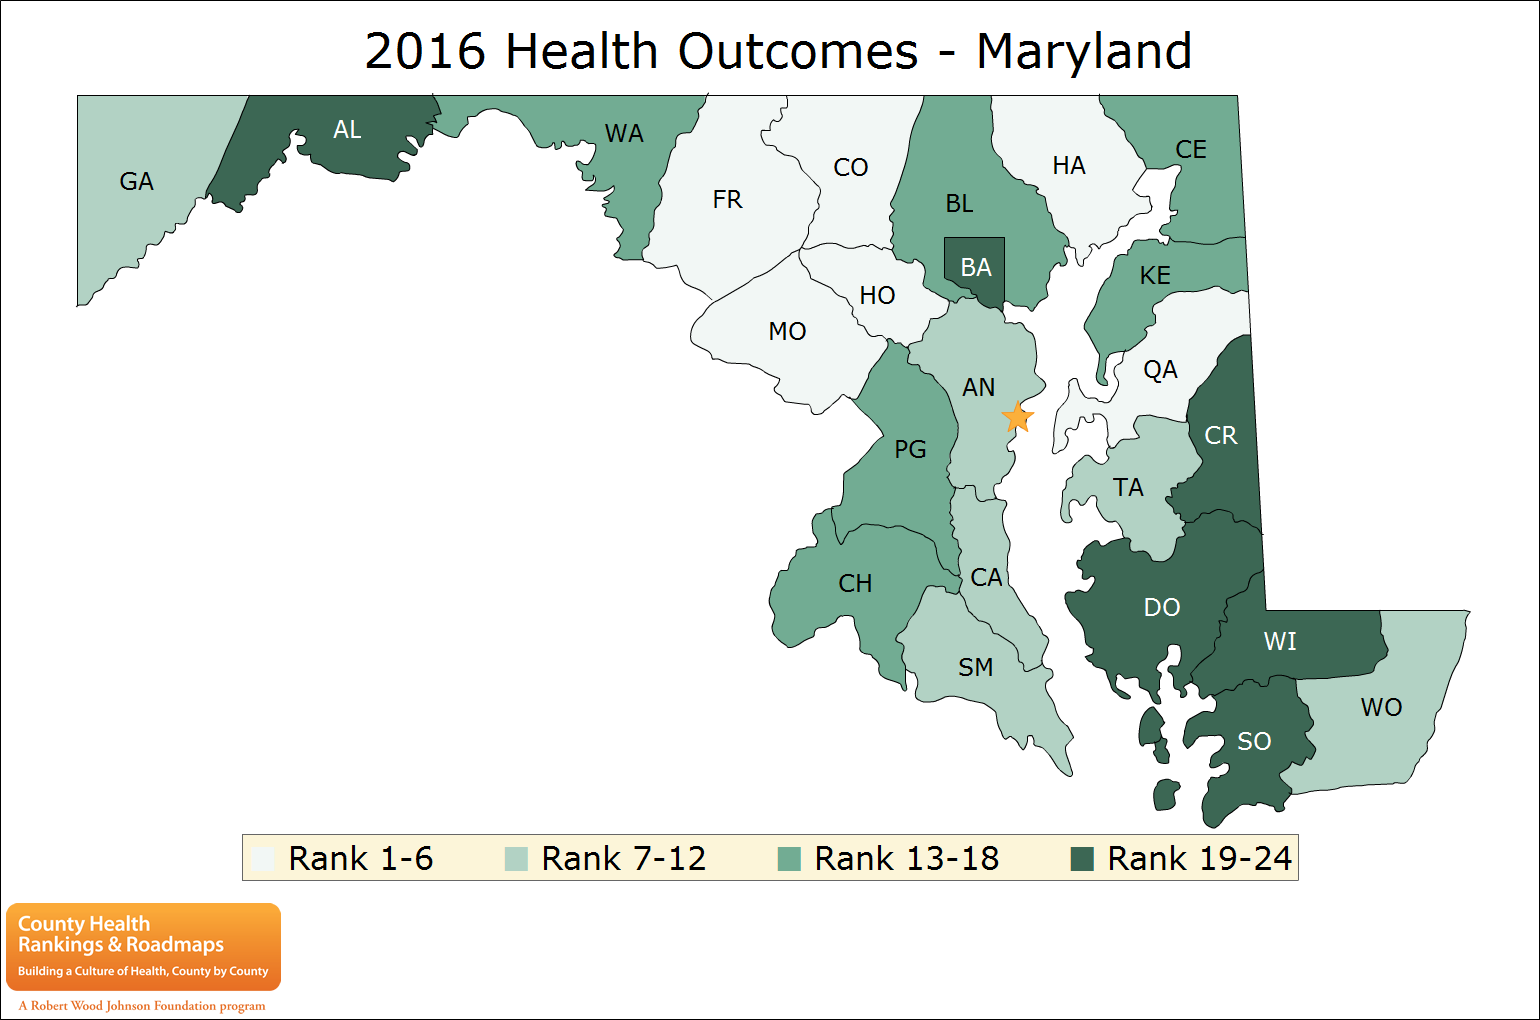 2016 Health Outcomes - Maryland
GA
AL
WA
FR
CO
BL
HA
CE
BA
KE
HO
MO
QA
AN
CR
PG
TA
CH
CA
DO
SM
WI
WO
SO
Rank 1-6 Rank 7-12 Rank 13-18 Rank 19-24
County Health
Rankings & Roadmaps
Building a Culture of Health, County by County
A Robert Wood Johnson Foundation program